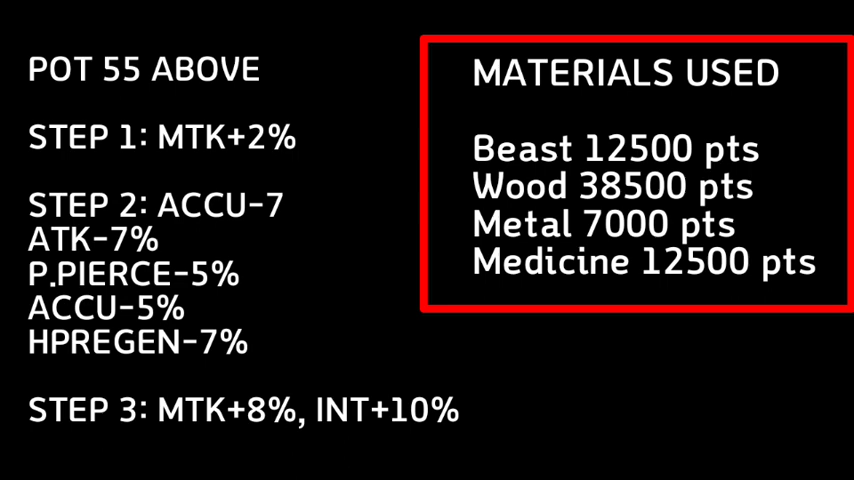 POT 55 ABOVE
STEP 1: MTK+2%
STEP 2: ACCU-7
ATK-7%
P.PIERCE-5%
ACCU-5%
HPREGEN-7%
STEP 3: MTK+8%, INT+10%
MATERIALS USED
Beast 12500 pts
Wood 38500 pts
Metal 7000 pts
Medicine 12500 pts